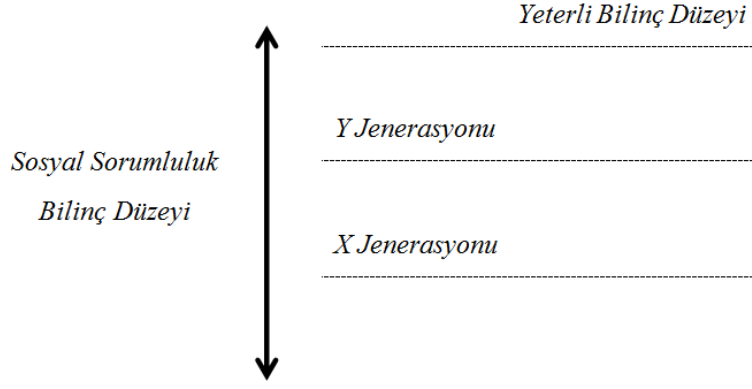 Yeterli Bilinç Düzeyi
Y Jenerasyonu
Sosyal Sorumluluk
Bilinç Düzeyi
X Jenerasyonu